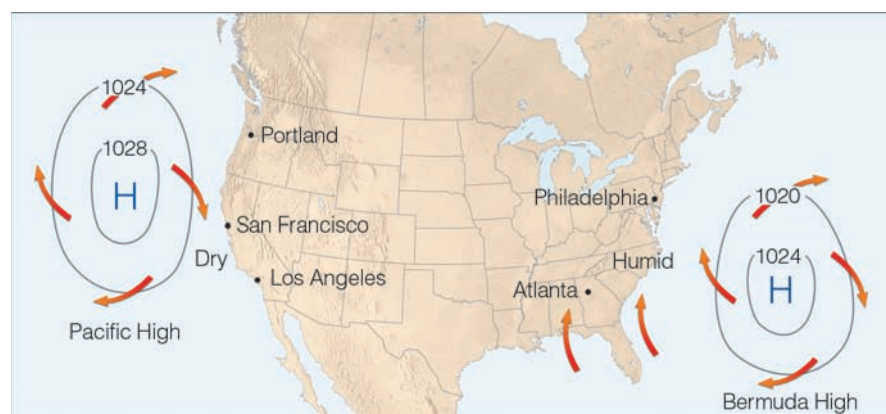 1024
1028
H
Portland
San Francisco
Dry
Los Angeles
Pacific High
Philadelphia
Humid
Atlanta
1020
1024
H
Bermuda High